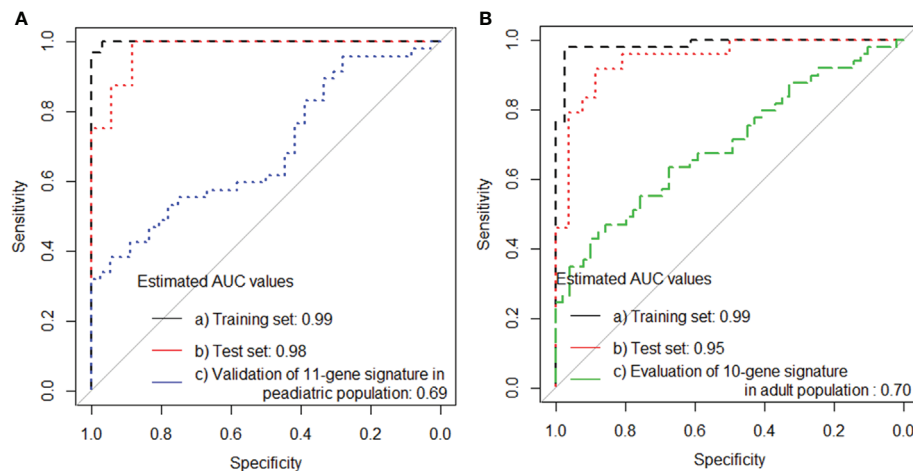 A
1.0
0.8
0.6
0.4
0.2
0.0
Sensitivity
Estimated AUC values
a) Training set: 0.99
b) Test set: 0.98
c) Validation of 11-gene signature in
peadiatric population: 0.69
1.0 0.8 0.6 0.4 0.2 0.0
Specificity
B
1.0
0.8
0.6
0.4
0.2
0.0
Sensitivity
Estimated AUC values
a) Training set: 0.99
b) Test set: 0.95
c) Evaluation of 10-gene signature
in adult population : 0.70
1.0 0.8 0.6 0.4 0.2 0.0
Specificity